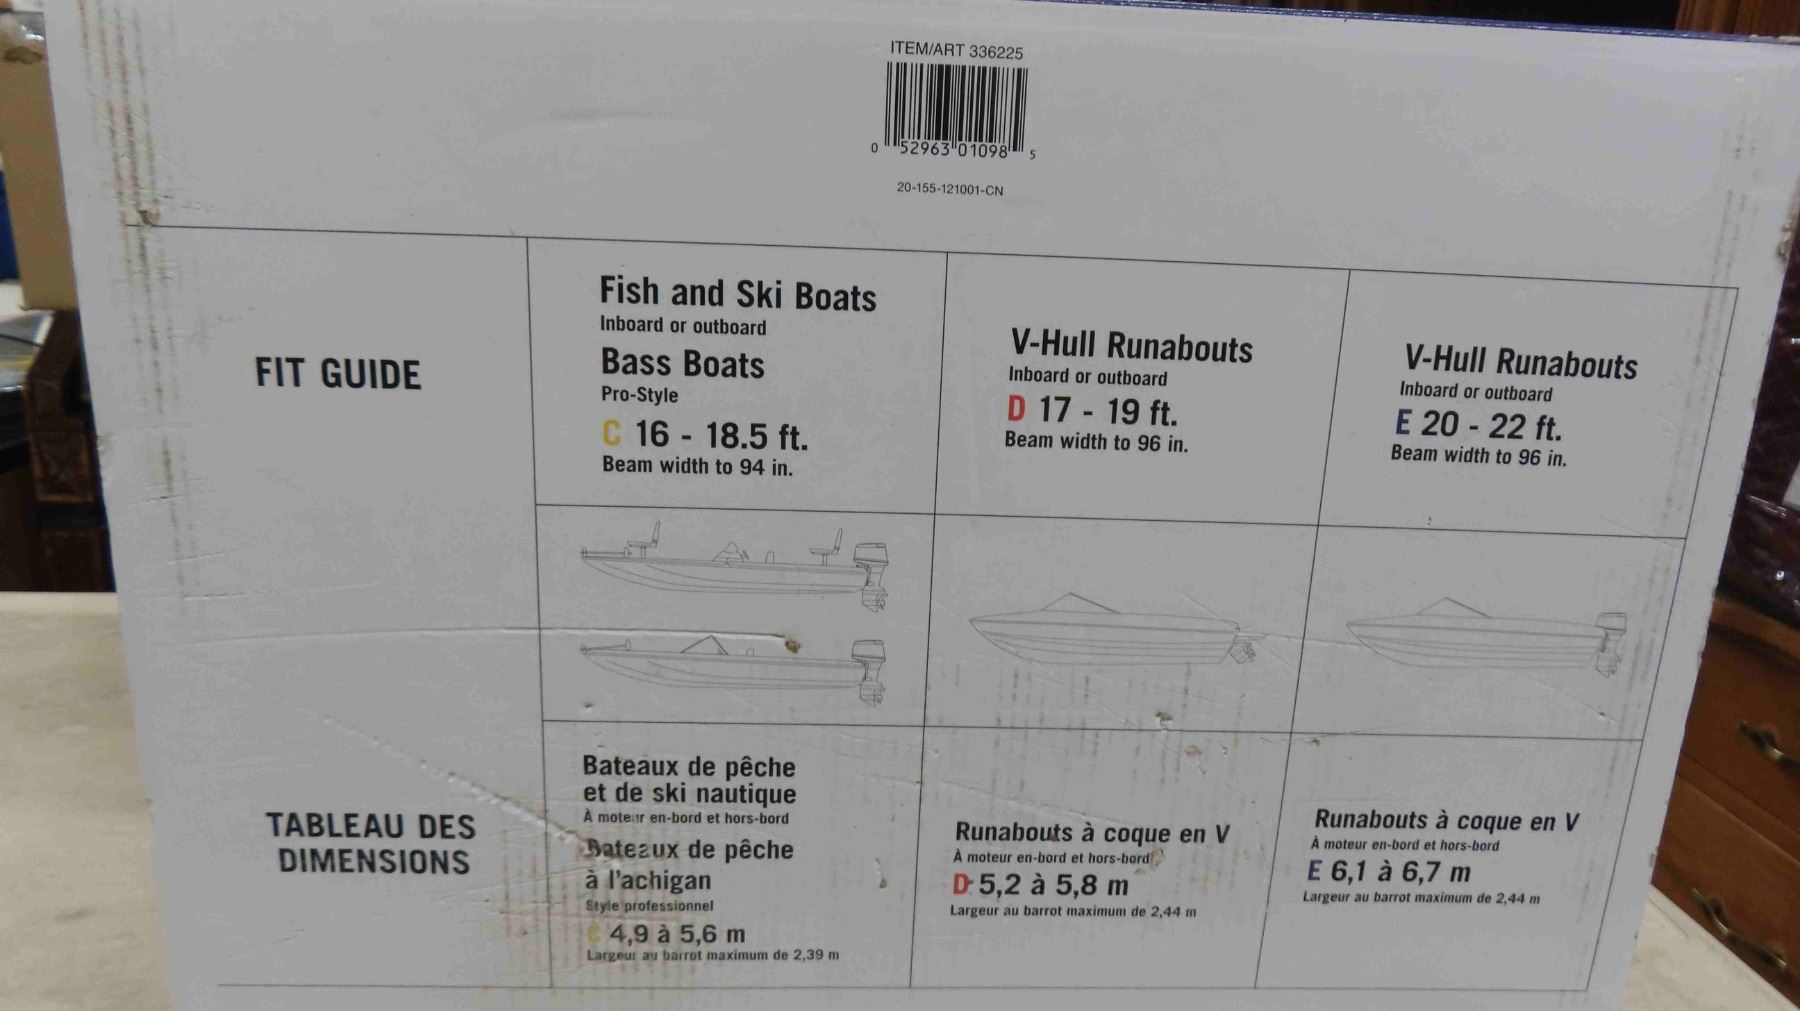 ITEM/ART 336225
0 52963 01098 5
20-155-121001-CN
FIT GUIDE
Fish and Ski Boats
Inboard or outboard
Bass Boats
Pro-Style
C 16 - 18.5 ft.
Beam width to 94 in.
V-Hull Runabouts
Inboard or outboard
D 17 - 19 ft.
Beam width to 96 in.
V-Hull Runabouts
Inboard or outboard
E 20 - 22 ft.
Beam width to 96 in.
TABLEAU DES
DIMENSIONS
Bateaux de pêche
et de ski nautique
À moteur en-bord et hors-bord
Bateaux de pêche
à l'achigan
Style professionnel
C 4,9 à 5,6 m
Largeur au barrot maximum de 2,39 m
Runabouts à coque en V
À moteur en-bord et hors-bord
D 5,2 à 5,8 m
Largeur au barrot maximum de 2,44 m
Runabouts à coque en V
À moteur en-bord et hors-bord
E 6,1 à 6,7 m
Largeur au barrot maximum de 2,44 m